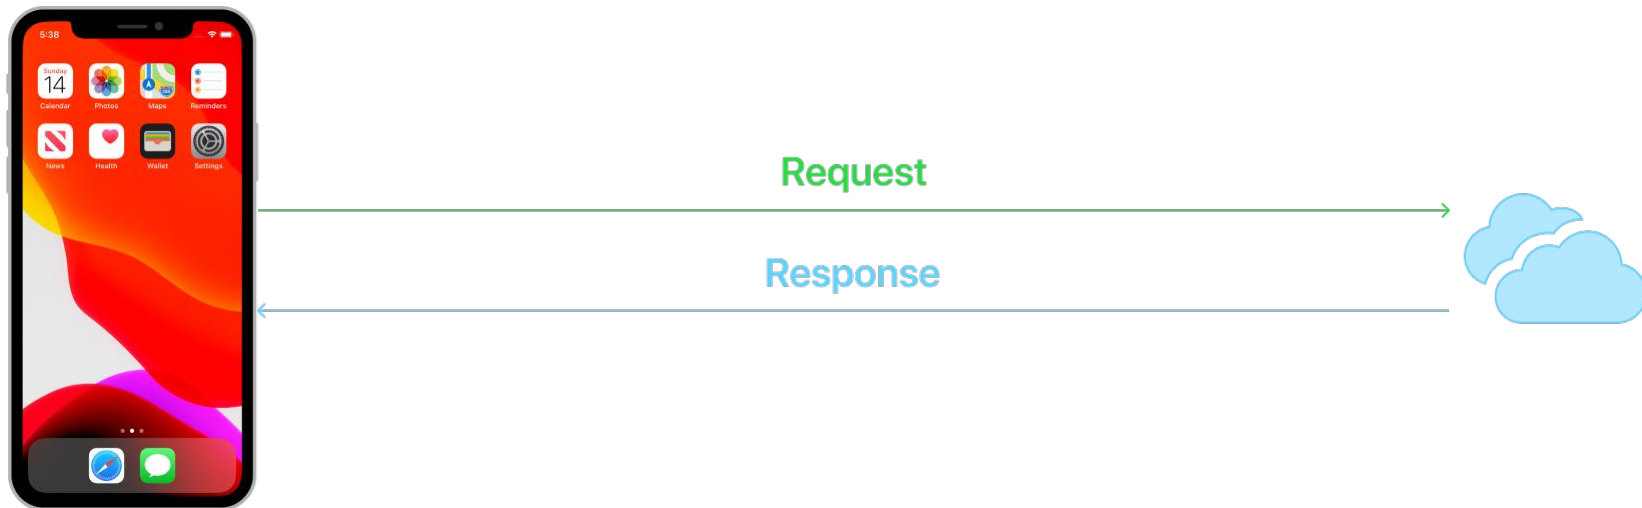 5:38
Sunday
14
Calendar
Photos
Maps
Reminders
News
Health
Wallet
Settings
Request
Response